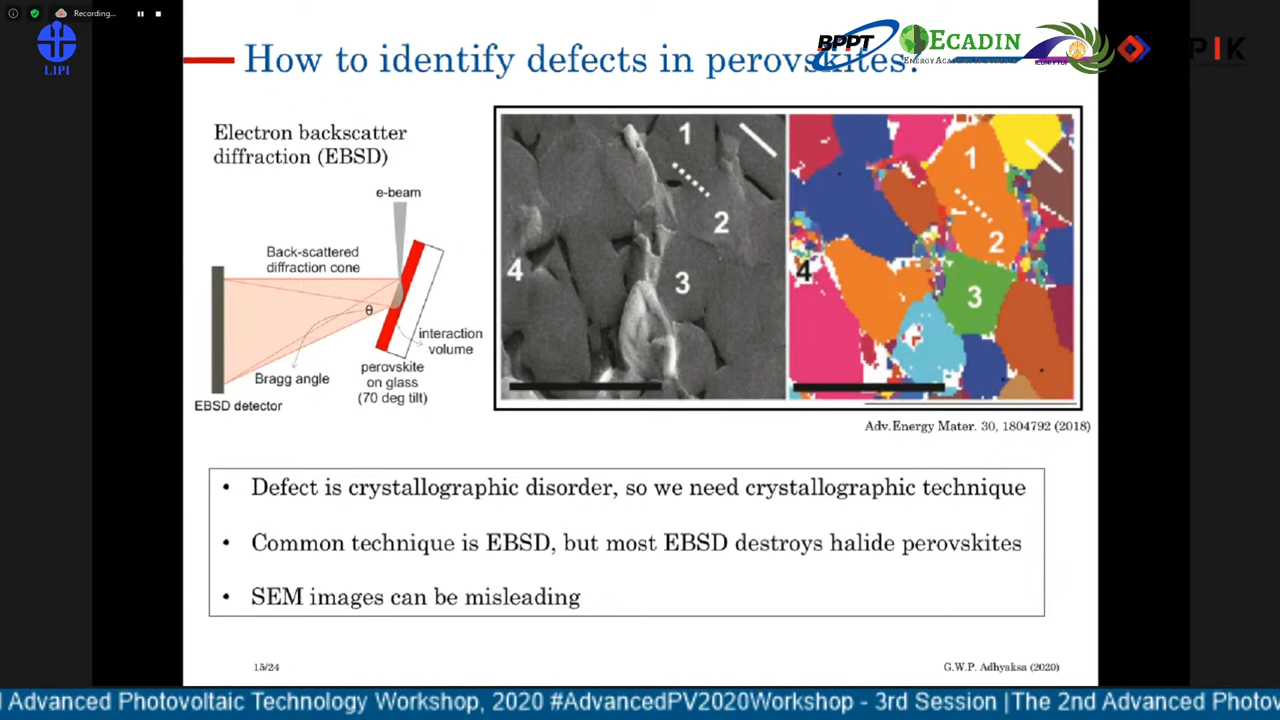 Recording...
LIPI
How to identify defects in perovskites?
BPPT
ECADIN
Electron backscatter
diffraction (EBSD)
e-beam
Back-scattered
diffraction cone
θ
interaction
volume
Bragg angle
perovskite
on glass
(70 deg tilt)
EBSD detector
1
2
3
4
1
2
3
4
Adv.Energy Mater. 30, 1804792 (2018)
• Defect is crystallographic disorder, so we need crystallographic technique
• Common technique is EBSD, but most EBSD destroys halide perovskites
• SEM images can be misleading
15/24
G.W.P. Adhyaksa (2020)
d Advanced Photovoltaic Technology Workshop, 2020 #AdvancedPV2020Workshop - 3rd Session |The 2nd Advanced Photov